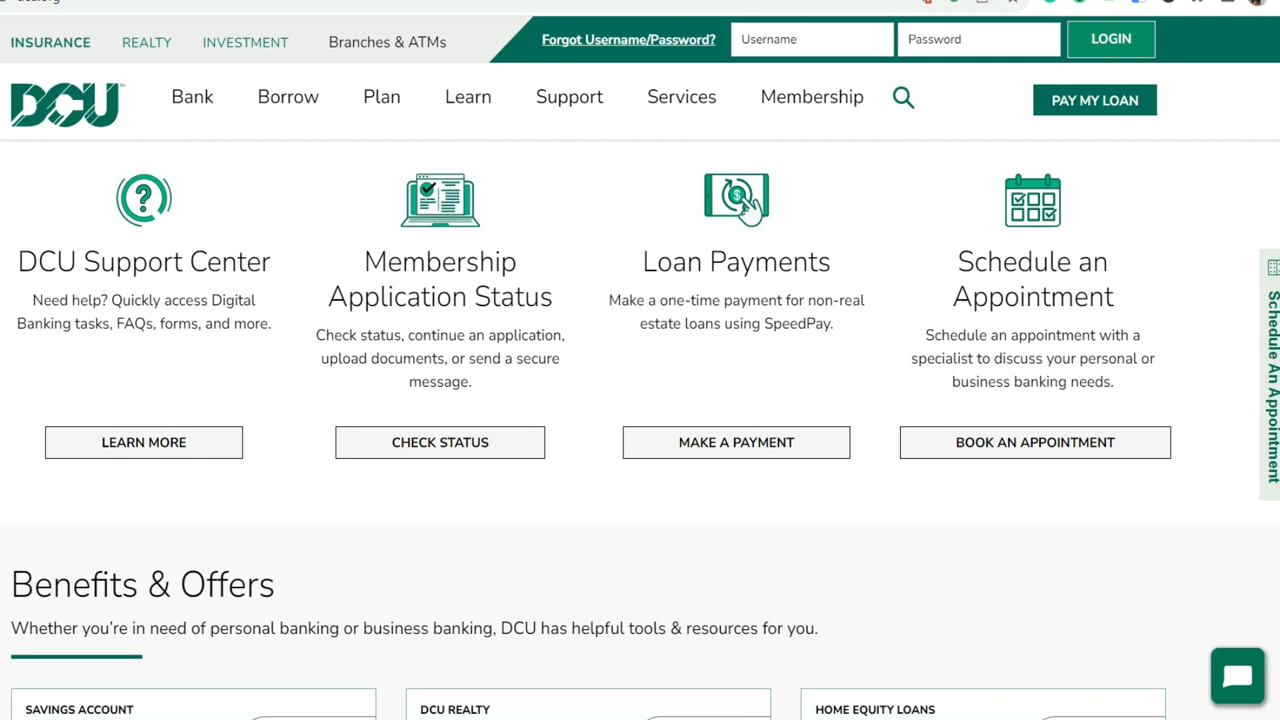 INSURANCE
REALTY
INVESTMENT
Branches & ATMs
Forgot Username/Password?
Username
Password
LOGIN
DCU
Bank
Borrow
Plan
Learn
Support
Services
Membership
PAY MY LOAN
DCU Support Center
Need help? Quickly access Digital
Banking tasks, FAQs, forms, and more.
LEARN MORE
Membership
Application Status
Check status, continue an application,
upload documents, or send a secure
message.
CHECK STATUS
Loan Payments
Make a one-time payment for non-real
estate loans using SpeedPay.
MAKE A PAYMENT
Schedule an
Appointment
Schedule an appointment with a
specialist to discuss your personal or
business banking needs.
BOOK AN APPOINTMENT
Schedule An Appointment
Benefits & Offers
Whether you’re in need of personal banking or business banking, DCU has helpful tools & resources for you.
SAVINGS ACCOUNT
DCU REALTY
HOME EQUITY LOANS